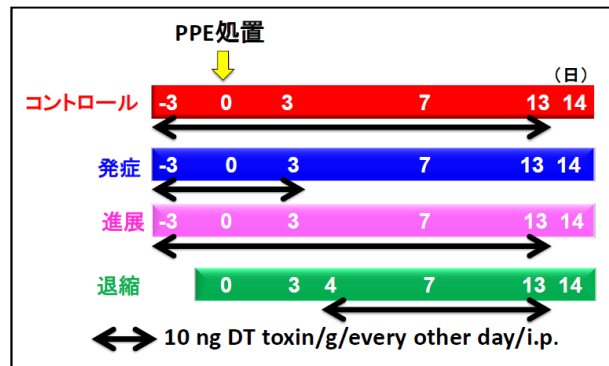 PPE処置
(日)
コントロール -3 0 3 7 13 14
発症 -3 0 3 7 13 14
進展 -3 0 3 7 13 14
退縮 0 3 4 7 13 14
10 ng DT toxin/g/every other day/i.p.